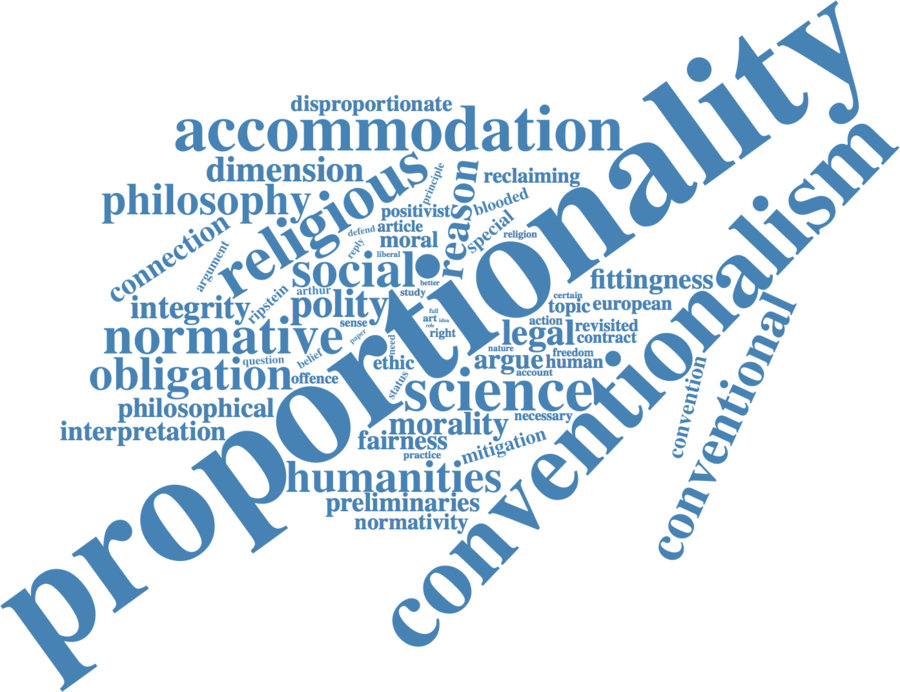 disproportionate
accommodation
proportionality
conventionalism
dimension
religious
principle
reason
reclaiming
philosophy
positivist
blooded
connection
defend
article
special
religion
argument
reply
moral
liberal
social
better
fittingness
integrity
ripstein
arthur
polity
study
certain
topic
european
full
art
idea
role
right
sense
normative
paper
need
action
legal
revisited
contract
nature
freedom
question
belief
ethic
argue
human
account
obligation
offence
status
science
convention
conventional
philosophical
morality
necessary
interpretation
fairness
practice
mitigation
humanities
preliminaries
normativity